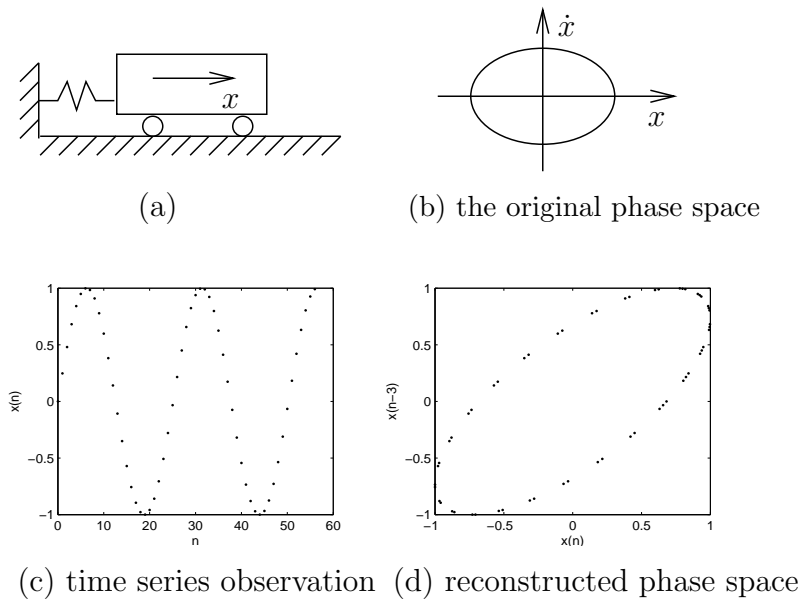 x
(a)
ẋ
x
(b) the original phase space
1
0.5
0
−0.5
−1
x(n)
0 10 20 30 40 50 60
n
(c) time series observation
1
0.5
0
−0.5
−1
x(n−3)
−1 −0.5 0 0.5 1
x(n)
(d) reconstructed phase space